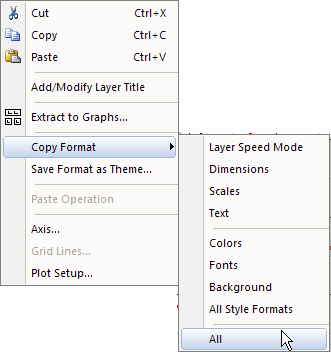 Cut Ctrl+X
Copy Ctrl+C
Paste Ctrl+V
Add/Modify Layer Title
Extract to Graphs...
Copy Format
Save Format as Theme...
Paste Operation
Axis...
Grid Lines...
Plot Setup...
Layer Speed Mode
Dimensions
Scales
Text
Colors
Fonts
Background
All Style Formats
All